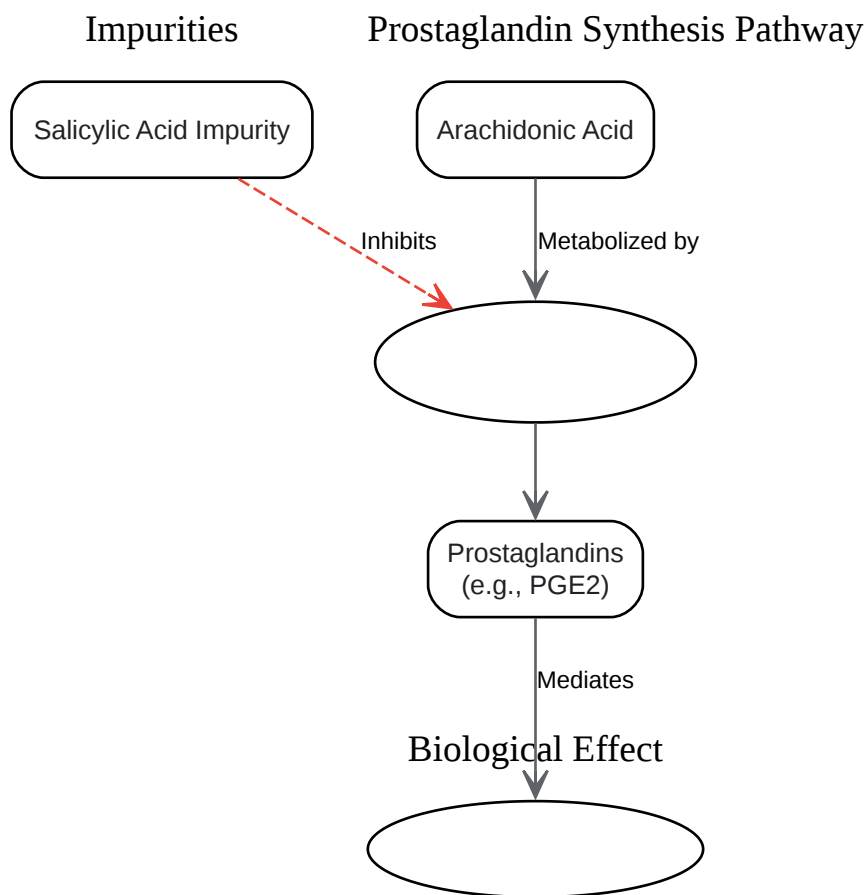 Impurities
Prostaglandin Synthesis Pathway
Salicylic Acid Impurity
Arachidonic Acid
Inhibits
Metabolized by
Prostaglandins
(e.g., PGE2)
Mediates
Biological Effect